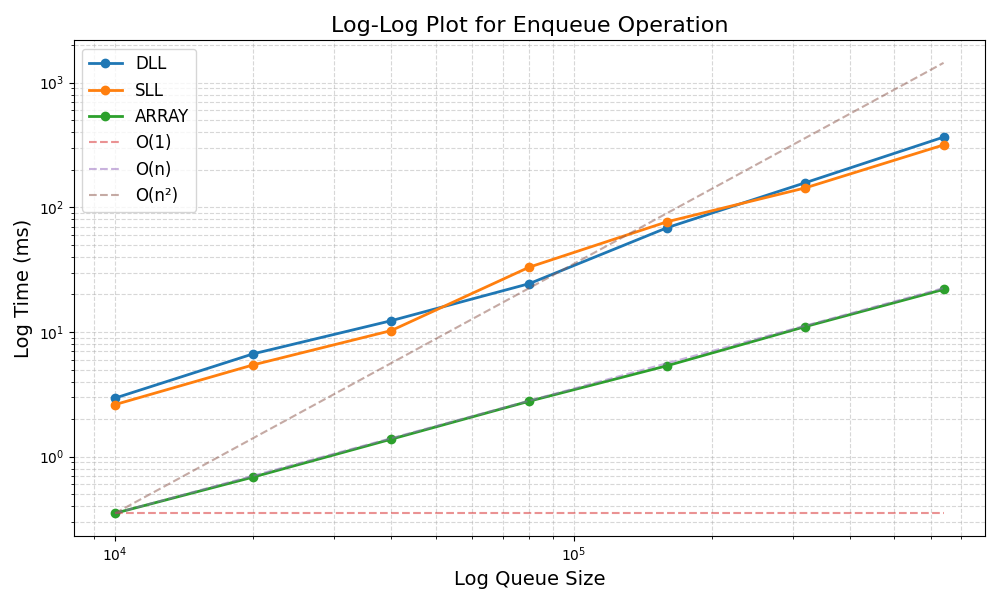 Log-Log Plot for Enqueue Operation
DLL
SLL
ARRAY
O(1)
O(n)
O(n²)
Log Time (ms)
10³
10²
10¹
10⁰
10⁴
10⁵
Log Queue Size